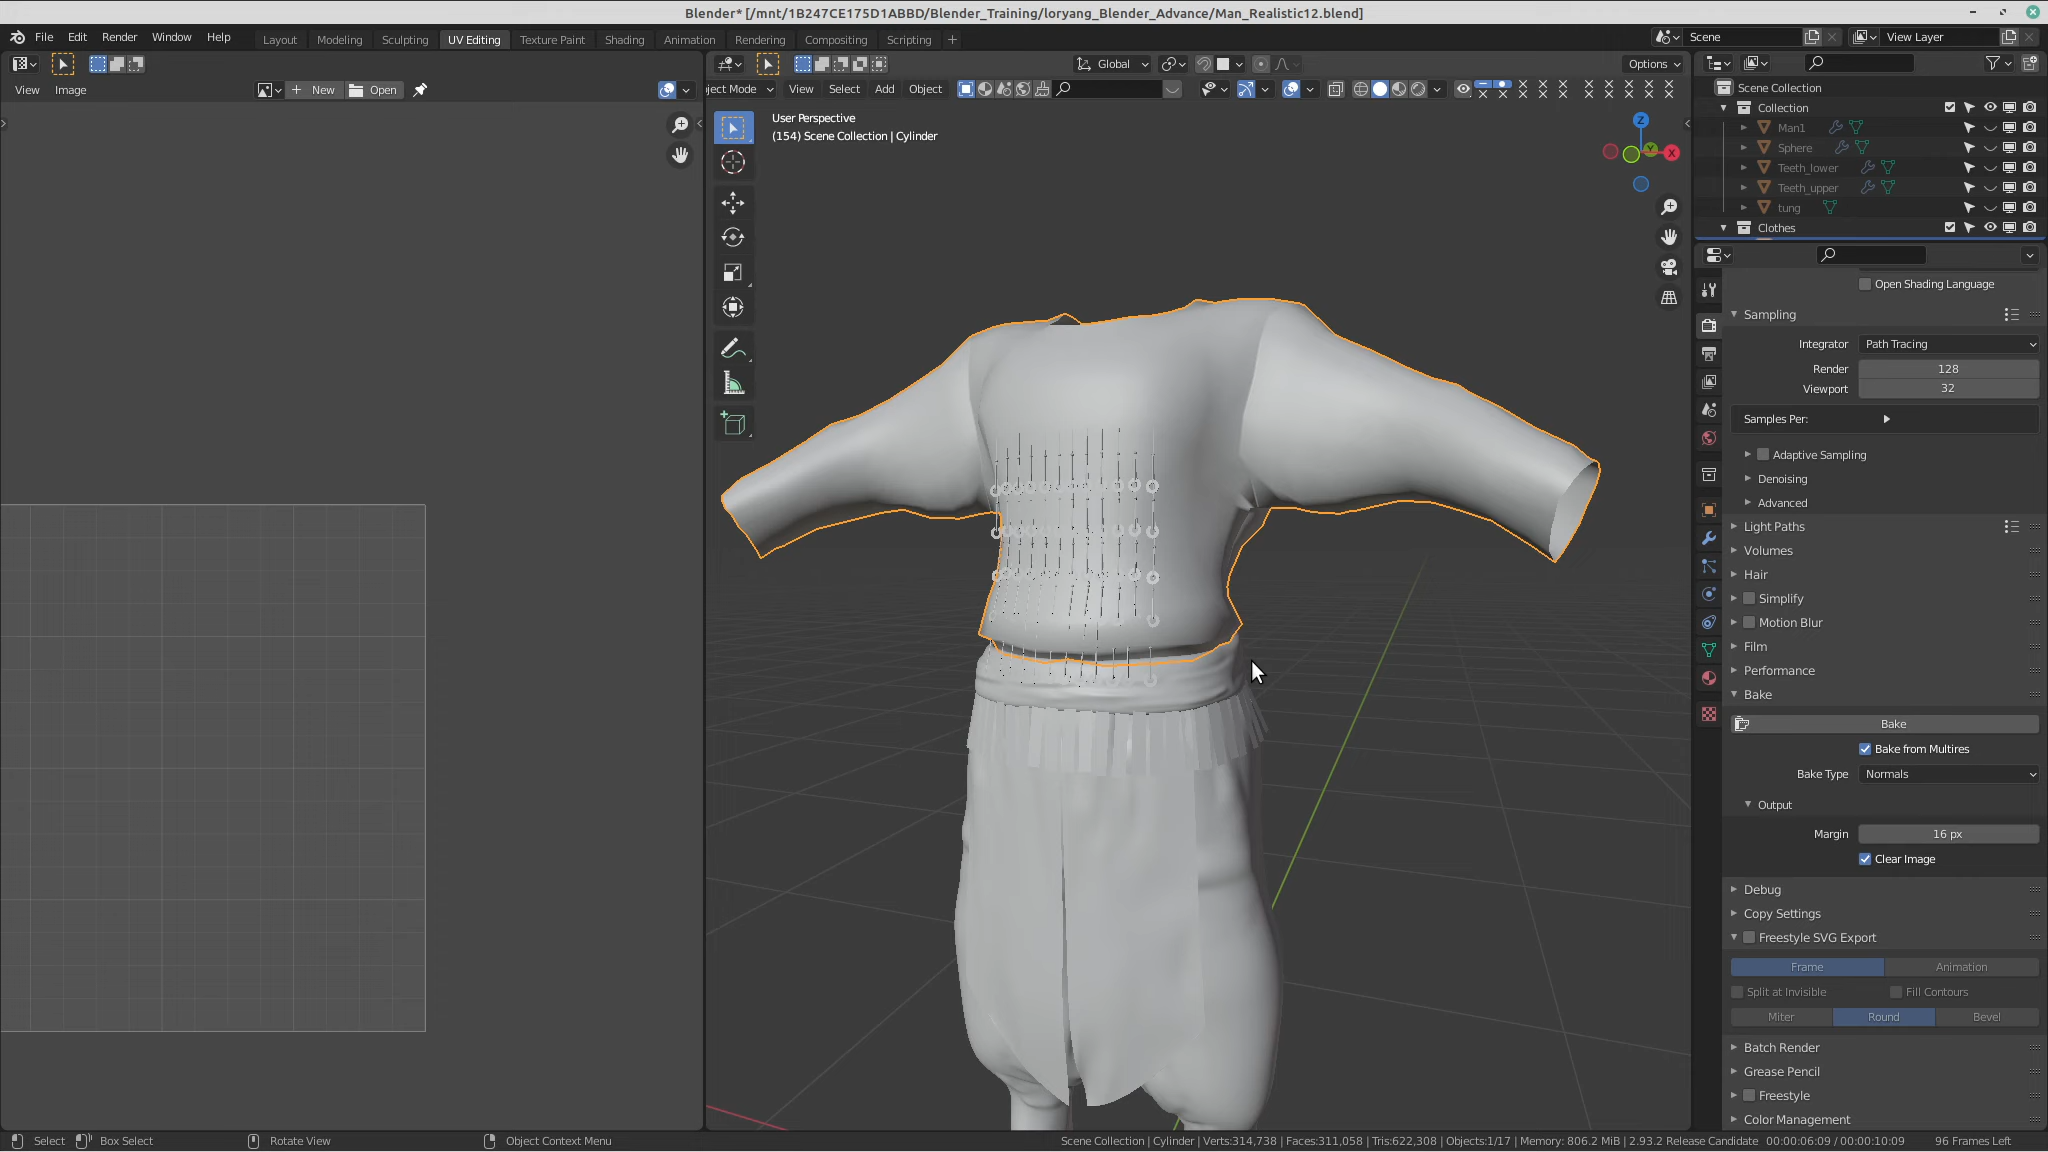 Blender* [/mnt/1B247CE175D1ABBD/Blender_Training/loryang_Blender_Advance/Man_Realistic12.blend]
File Edit Render Window Help
Layout Modeling Sculpting UV Editing Texture Paint Shading Animation Rendering Compositing Scripting +
Scene
View Layer
Global
Options
View Image
New
Open
ject Mode View Select Add Object
User Perspective
(154) Scene Collection | Cylinder
Z
Y
X
Scene Collection
Collection
Man1
Sphere
Teeth_lower
Teeth_upper
tung
Clothes
Open Shading Language
Sampling
Integrator Path Tracing
Render 128
Viewport 32
Samples Per:
Adaptive Sampling
Denoising
Advanced
Light Paths
Volumes
Hair
Simplify
Motion Blur
Film
Performance
Bake
Bake
Bake from Multires
Bake Type Normals
Output
Margin 16 px
Clear Image
Debug
Copy Settings
Freestyle SVG Export
Frame Animation
Split at Invisible Fill Contours
Miter Round Bevel
Batch Render
Grease Pencil
Freestyle
Color Management
Select Box Select Rotate View Object Context Menu
Scene Collection | Cylinder | Verts:314,738 | Faces:311,058 | Tris:622,308 | Objects:1/17 | Memory: 806.2 MiB | 2.93.2 Release Candidate 00:00:06:09 / 00:00:10:09 96 Frames Left